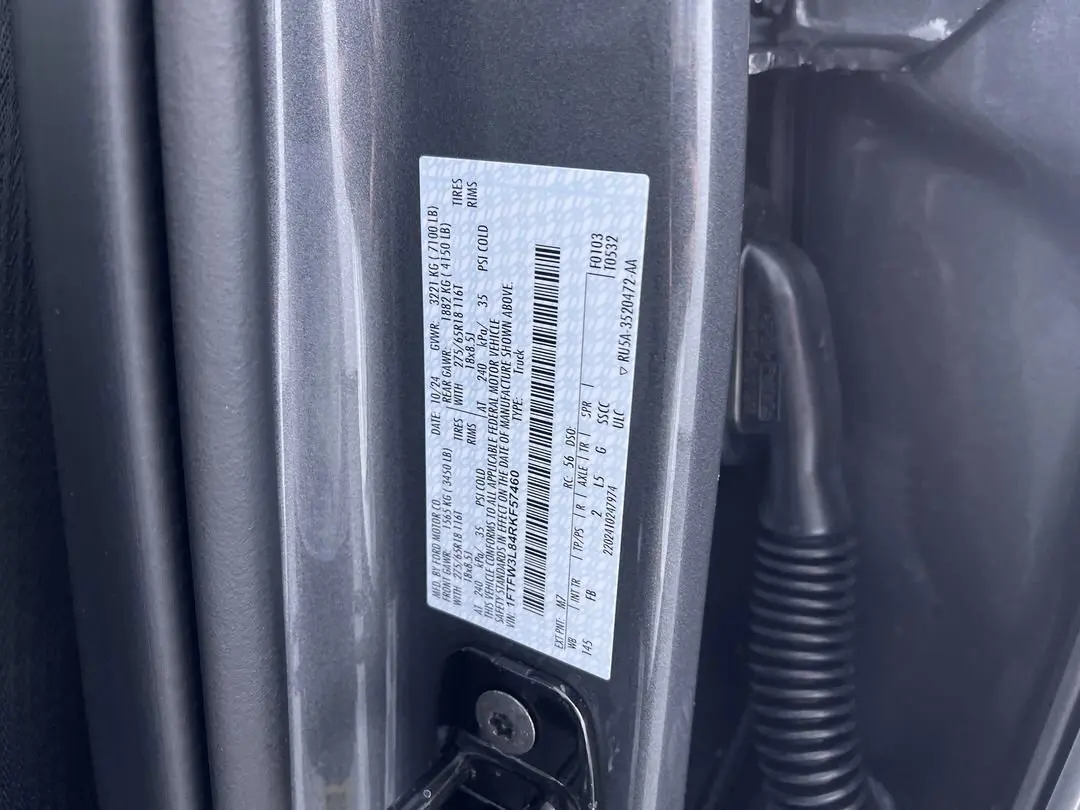 MFD. BY FORD MOTOR CO. DATE: 10/24 GVWR: 3221 KG ( 7100 LB)
FRONT GAWR: 1565 KG ( 3450 LB) REAR GAWR: 1882 KG ( 4150 LB)
WITH 275/65R18 116T TIRES WITH 275/65R18 116T TIRES
18x8.5J RIMS 18x8.5J RIMS
AT 240 kPa/ 35 PSI COLD AT 240 kPa/ 35 PSI COLD
THIS VEHICLE CONFORMS TO ALL APPLICABLE FEDERAL MOTOR VEHICLE
SAFETY STANDARDS IN EFFECT ON THE DATE OF MANUFACTURE SHOWN ABOVE.
VIN: 1FTFW3L84RKF57460 TYPE: Truck
EXT PNT: M7 RC: 56 DSO: F0103
WB INT TR TP/PS R AXLE TR SPR T0532
145 FB 2 L5 G SSCC
ULC
2202410247974
▽ RU5A-3520472-AA